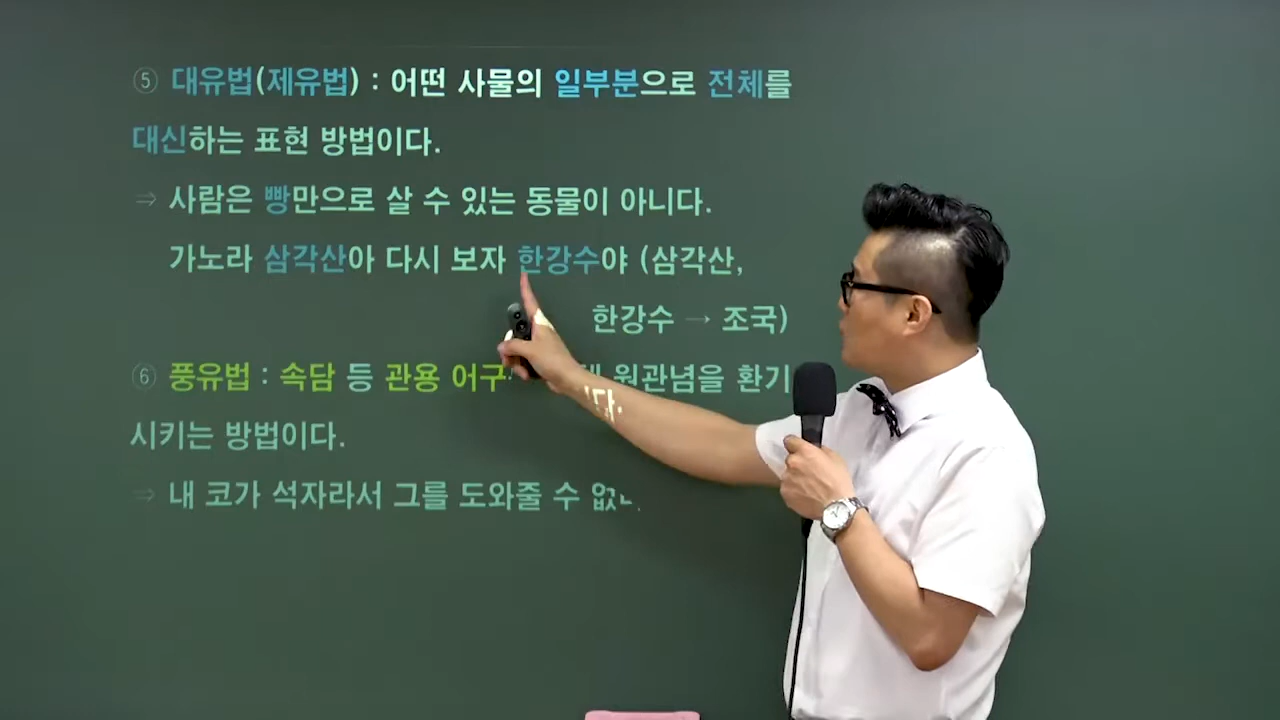 ⑤ 대유법(제유법) : 어떤 사물의 일부분으로 전체를
대신하는 표현 방법이다.
⇒ 사람은 빵만으로 살 수 있는 동물이 아니다.
가노라 삼각산아 다시 보자 한강수야 (삼각산,
한강수 → 조국)
⑥ 풍유법 : 속담 등 관용 어구 원관념을 환기
시키는 방법이다.
⇒ 내 코가 석자라서 그를 도와줄 수